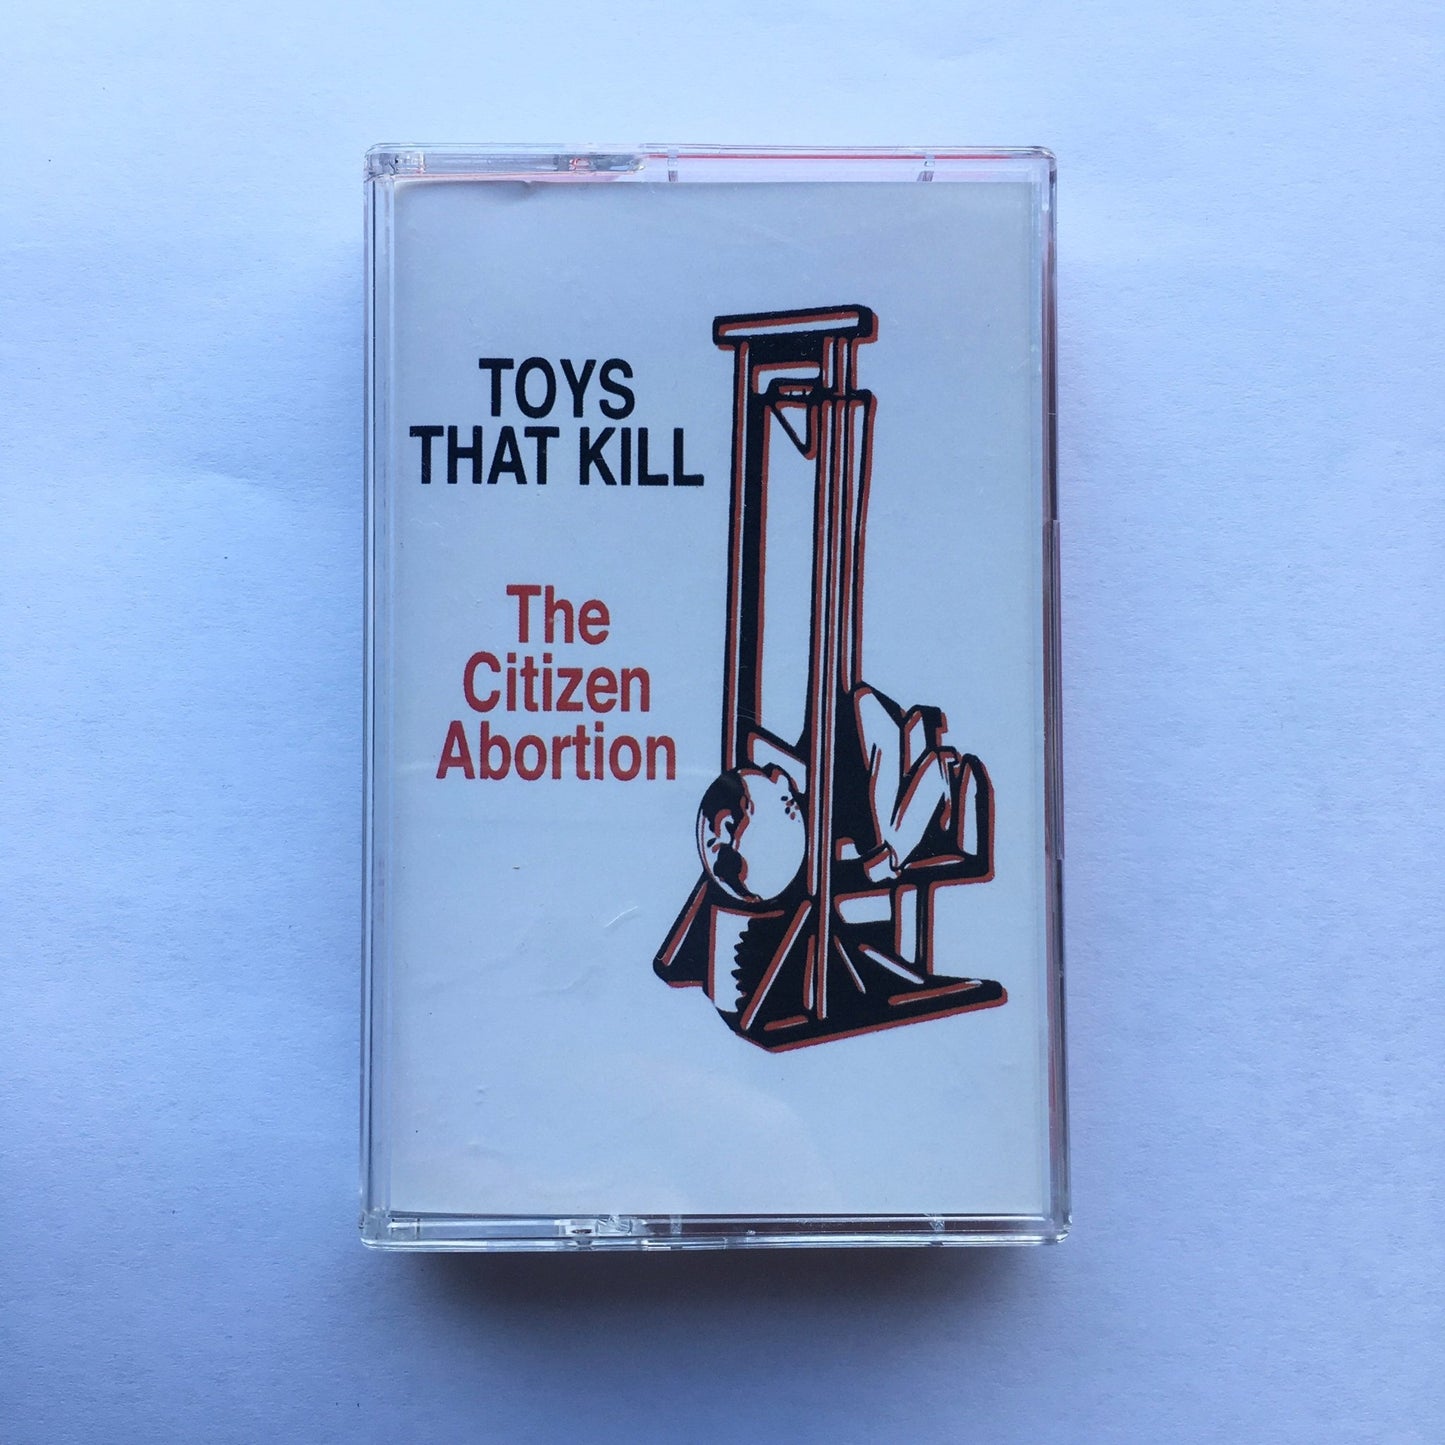 TOYS
THAT KILL
The
Citizen
Abortion